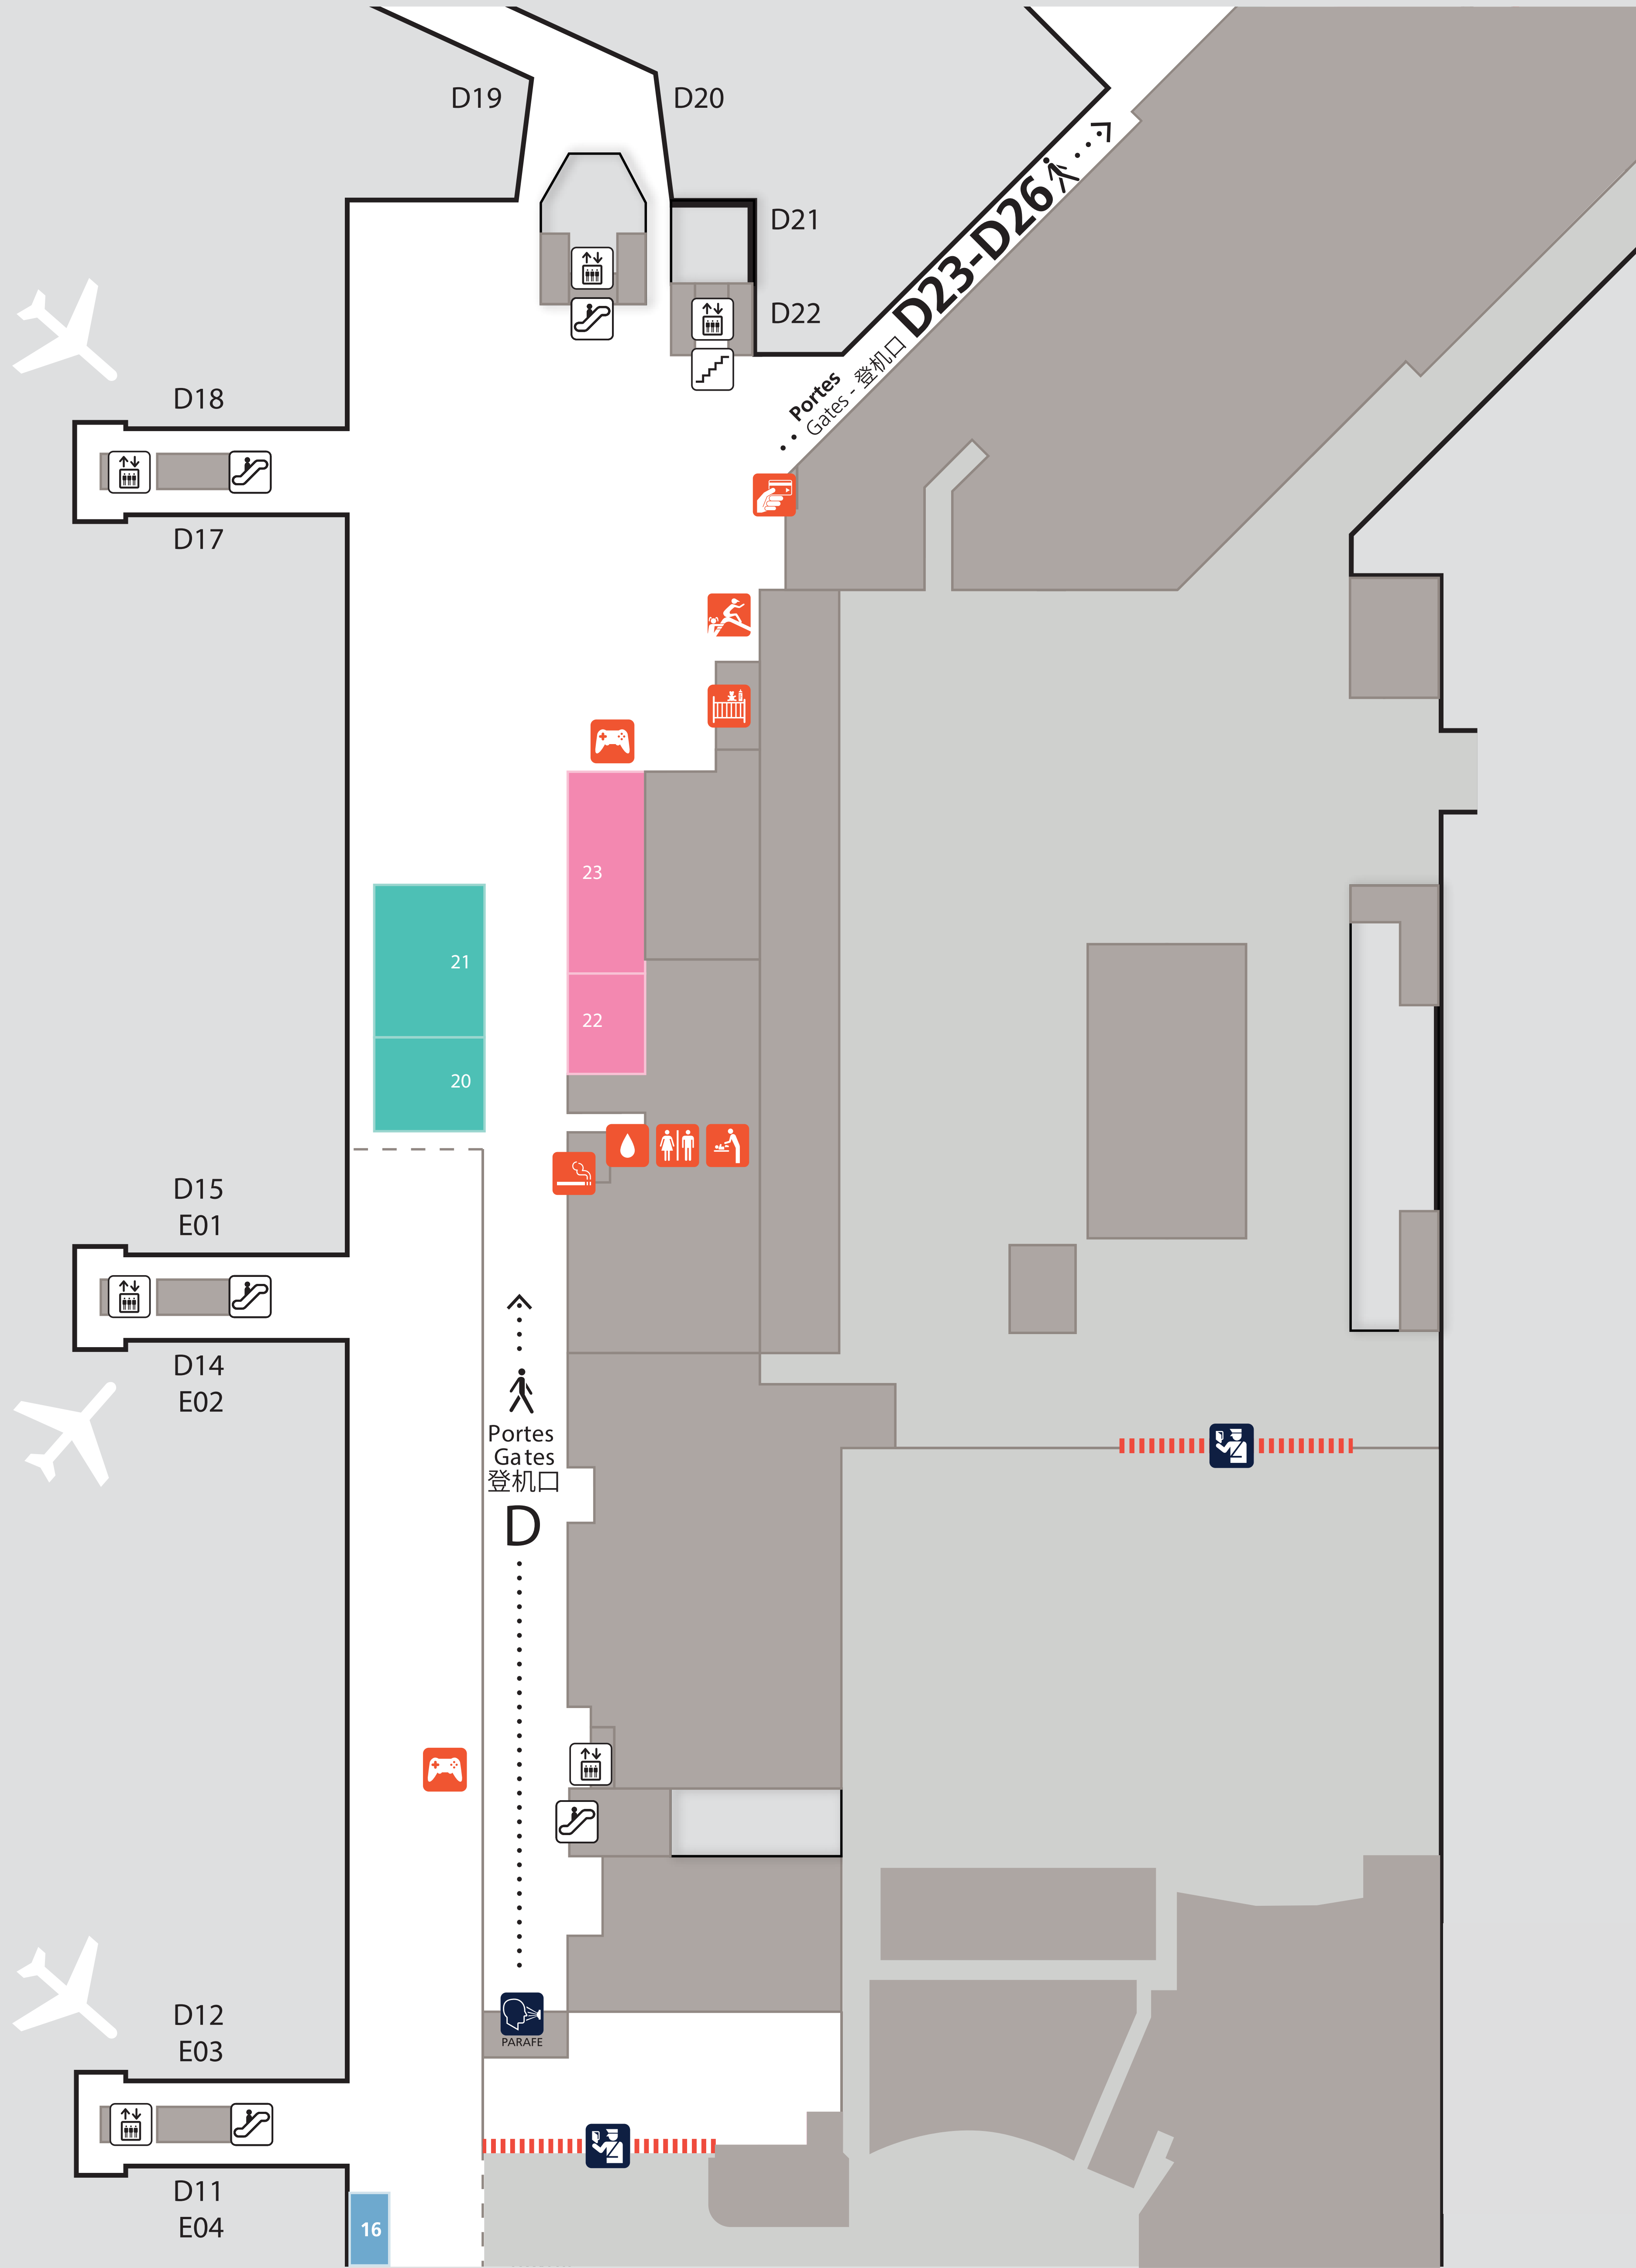 D19
D20
D21
D22
Portes
Gates - 登机口
D23-D26
D18
D17
23
21
22
20
D15
E01
D14
E02
Portes
Gates
登机口
D
D12
E03
PARAFE
D11
E04
16